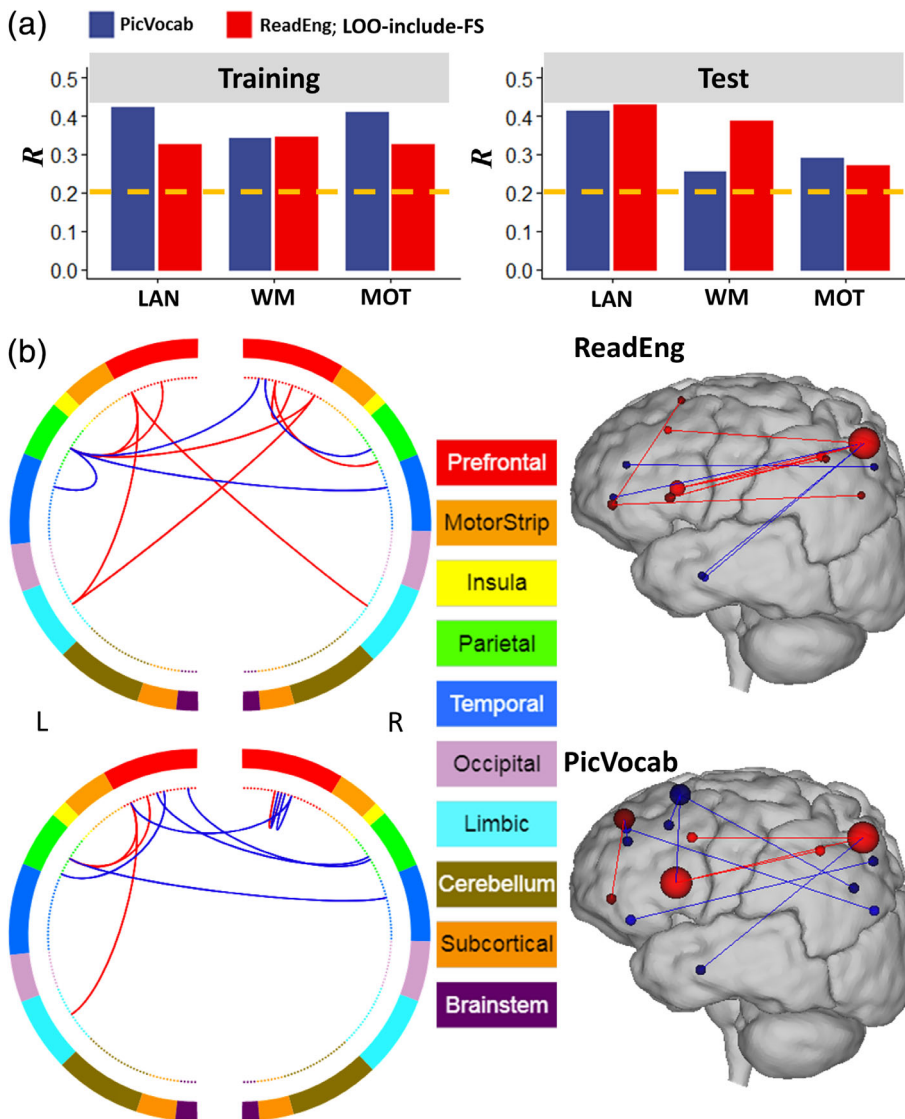 (a) PicVocab ReadEng; LOO-include-FS
Training
R
0.5
0.4
0.3
0.2
0.1
0.0
LAN WM MOT
Test
R
0.5
0.4
0.3
0.2
0.1
0.0
LAN WM MOT
(b)
L R
Prefrontal
MotorStrip
Insula
Parietal
Temporal
Occipital
Limbic
Cerebellum
Subcortical
Brainstem
ReadEng
PicVocab